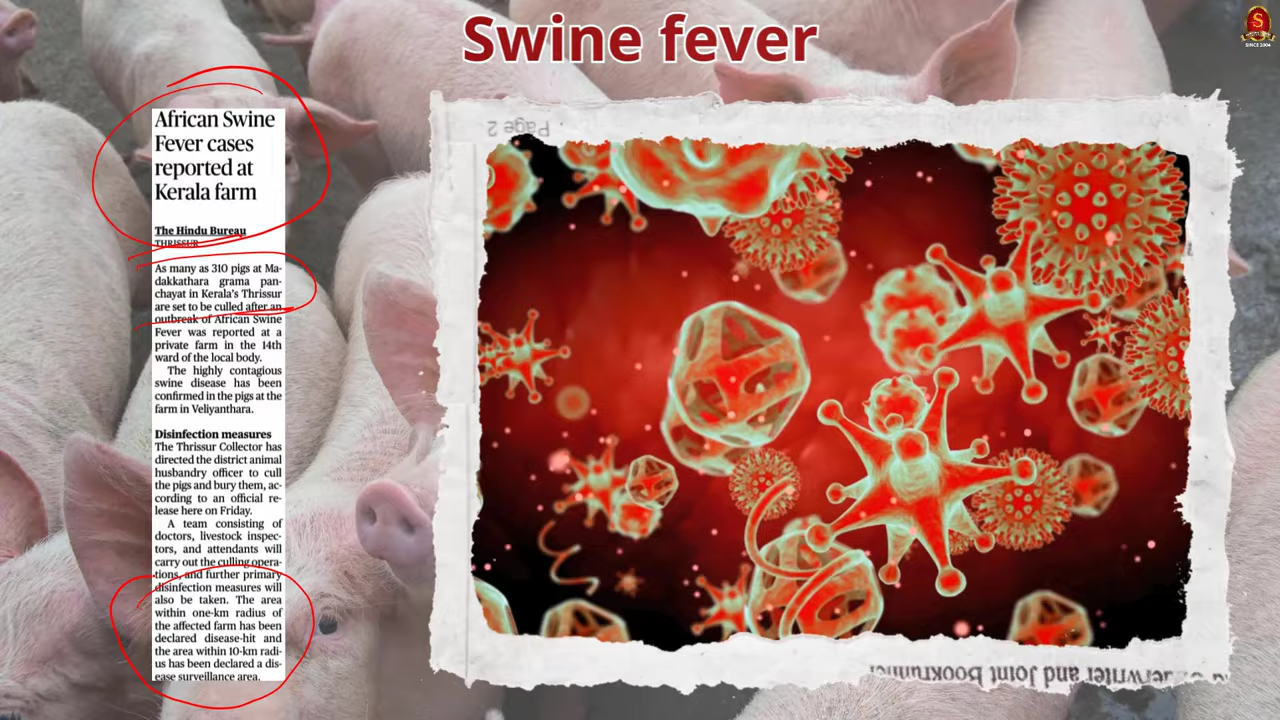 Swine fever
S
SINCE 2004
African Swine
Fever cases
reported at
Kerala farm
The Hindu Bureau
THRISSUR
As many as 310 pigs at Ma-
dakkathara grama pan-
chayat in Kerala's Thrissur
are set to be culled after an
outbreak of African Swine
Fever was reported at a
private farm in the 14th
ward of the local body.
The highly contagious
swine disease has been
confirmed in the pigs at the
farm in Veliyanthara.
Disinfection measures
The Thrissur Collector has
directed the district animal
husbandry officer to cull
the pigs and bury them, ac-
cording to an official re-
lease here on Friday.
A team consisting of
doctors, livestock inspec-
tors, and attendants will
carry out the culling opera-
tions, and further primary
disinfection measures will
also be taken. The area
within one-km radius of
the affected farm has been
declared disease-hit and
the area within 10-km radi-
us has been declared a dis-
ease surveillance area.
Page 2
and Joint Bookrunner